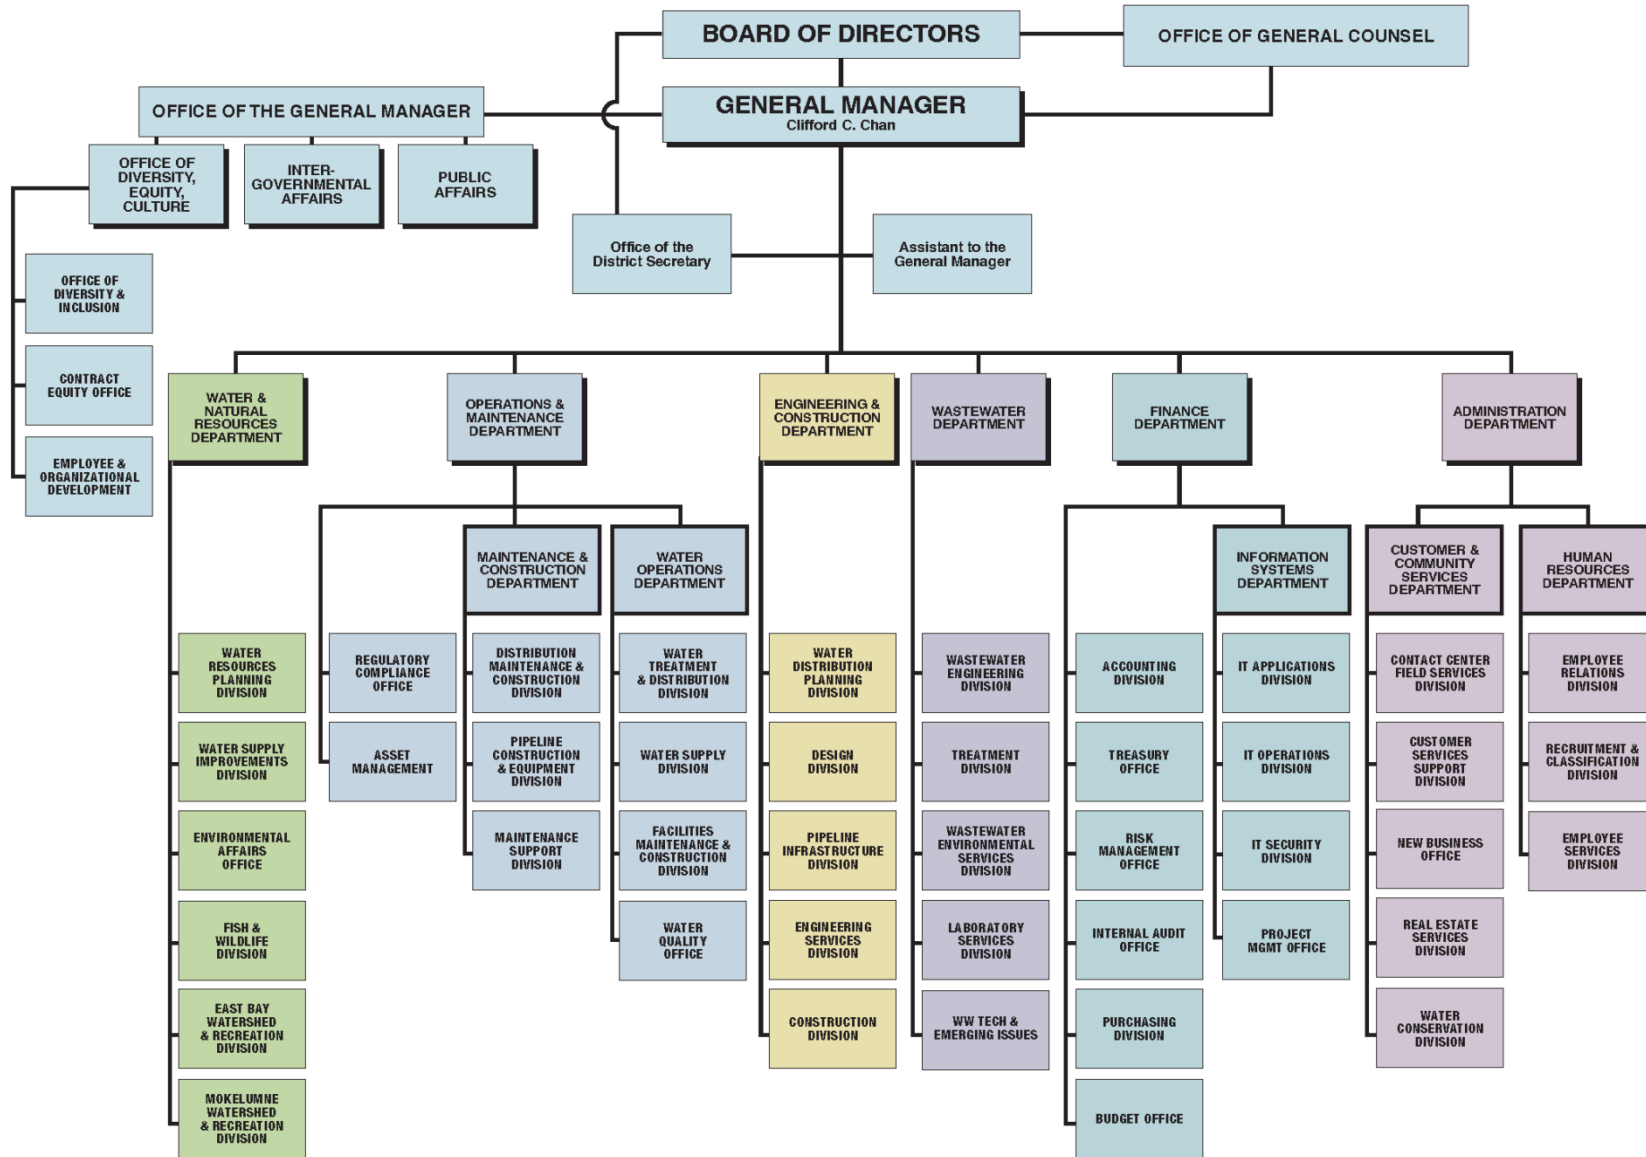 BOARD OF DIRECTORS
OFFICE OF GENERAL COUNSEL
OFFICE OF THE GENERAL MANAGER
GENERAL MANAGER
Clifford C. Chan
OFFICE OF
DIVERSITY,
EQUITY,
CULTURE
INTER-
GOVERNMENTAL
AFFAIRS
PUBLIC
AFFAIRS
Office of the
District Secretary
Assistant to the
General Manager
OFFICE OF
DIVERSITY &
INCLUSION
CONTRACT
EQUITY OFFICE
EMPLOYEE &
ORGANIZATIONAL
DEVELOPMENT
WATER &
NATURAL
RESOURCES
DEPARTMENT
OPERATIONS &
MAINTENANCE
DEPARTMENT
ENGINEERING &
CONSTRUCTION
DEPARTMENT
WASTEWATER
DEPARTMENT
FINANCE
DEPARTMENT
ADMINISTRATION
DEPARTMENT
MAINTENANCE &
CONSTRUCTION
DEPARTMENT
WATER
OPERATIONS
DEPARTMENT
INFORMATION
SYSTEMS
DEPARTMENT
CUSTOMER &
COMMUNITY
SERVICES
DEPARTMENT
HUMAN
RESOURCES
DEPARTMENT
WATER
RESOURCES
PLANNING
DIVISION
REGULATORY
COMPLIANCE
OFFICE
DISTRIBUTION
MAINTENANCE &
CONSTRUCTION
DIVISION
WATER
TREATMENT
& DISTRIBUTION
DIVISION
WATER
DISTRIBUTION
PLANNING
DIVISION
WASTEWATER
ENGINEERING
DIVISION
ACCOUNTING
DIVISION
IT APPLICATIONS
DIVISION
CONTACT CENTER
FIELD SERVICES
DIVISION
EMPLOYEE
RELATIONS
DIVISION
WATER SUPPLY
IMPROVEMENTS
DIVISION
ASSET
MANAGEMENT
PIPELINE
CONSTRUCTION
& EQUIPMENT
DIVISION
WATER SUPPLY
DIVISION
DESIGN
DIVISION
TREATMENT
DIVISION
TREASURY
OFFICE
IT OPERATIONS
DIVISION
CUSTOMER
SERVICES
SUPPORT
DIVISION
RECRUITMENT &
CLASSIFICATION
DIVISION
ENVIRONMENTAL
AFFAIRS
OFFICE
MAINTENANCE
SUPPORT
DIVISION
FACILITIES
MAINTENANCE &
CONSTRUCTION
DIVISION
PIPELINE
INFRASTRUCTURE
DIVISION
WASTEWATER
ENVIRONMENTAL
SERVICES
DIVISION
RISK
MANAGEMENT
OFFICE
IT SECURITY
DIVISION
NEW BUSINESS
OFFICE
EMPLOYEE
SERVICES
DIVISION
FISH &
WILDLIFE
DIVISION
WATER
QUALITY
OFFICE
ENGINEERING
SERVICES
DIVISION
LABORATORY
SERVICES
DIVISION
INTERNAL AUDIT
OFFICE
PROJECT
MGMT OFFICE
REAL ESTATE
SERVICES
DIVISION
EAST BAY
WATERSHED
& RECREATION
DIVISION
CONSTRUCTION
DIVISION
WW TECH &
EMERGING ISSUES
PURCHASING
DIVISION
WATER
CONSERVATION
DIVISION
MOKELUMNE
WATERSHED
& RECREATION
DIVISION
BUDGET OFFICE